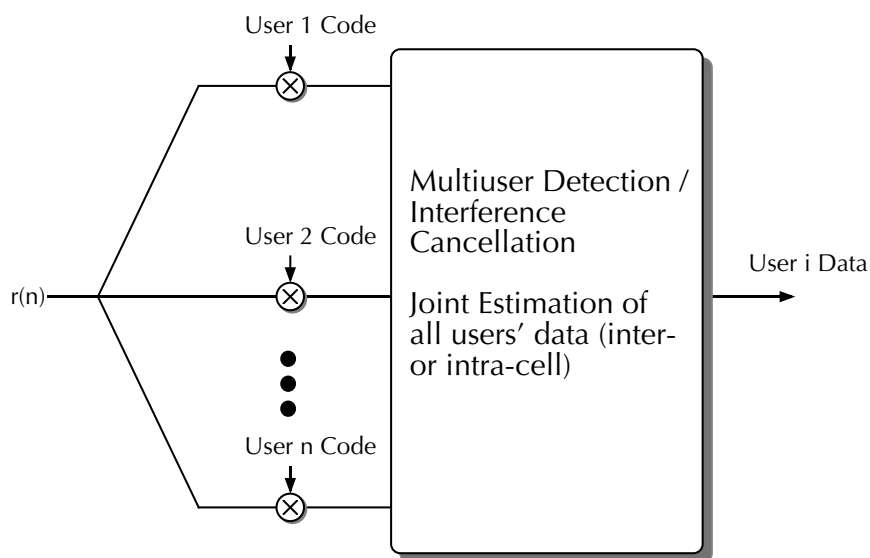 User 1 Code
User 2 Code
r(n)
User n Code
Multiuser Detection /
Interference
Cancellation
Joint Estimation of
all users’ data (inter-
or intra-cell)
User i Data